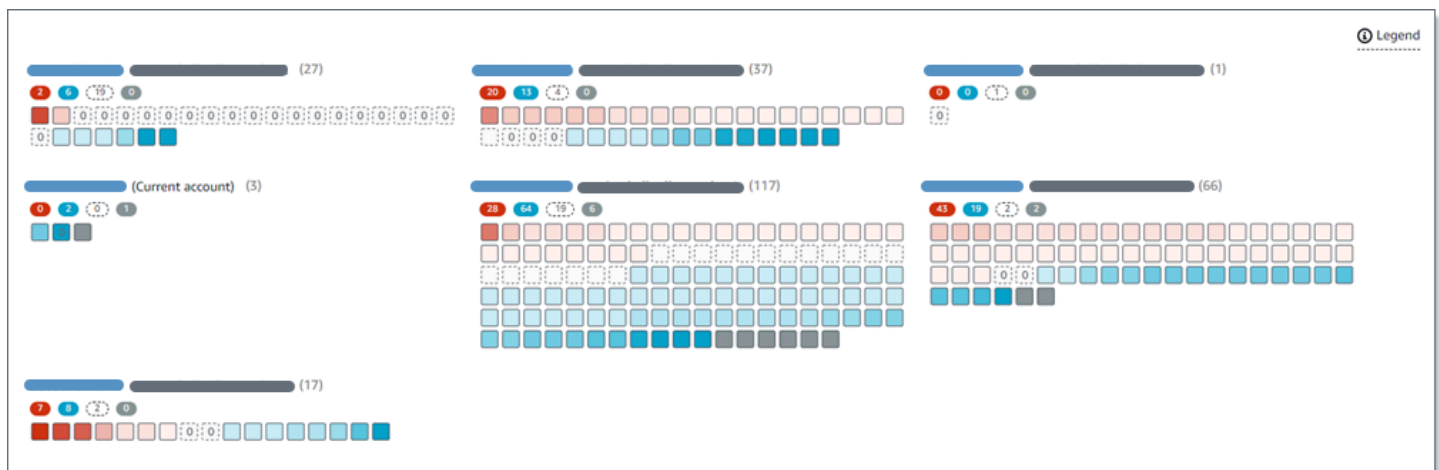 Legend
(27) (37) (1)
2 6 19 0 20 13 4 0 0 0 1 0
0 0 0 0 0 0 0 0 0 0 0 0 0 0 0 0 0 0 0
0 0 0 0
(Current account) (3) (117) (66)
0 2 0 1 28 64 19 6 43 19 2 2
0 0
(17)
7 8 2 0
0 0